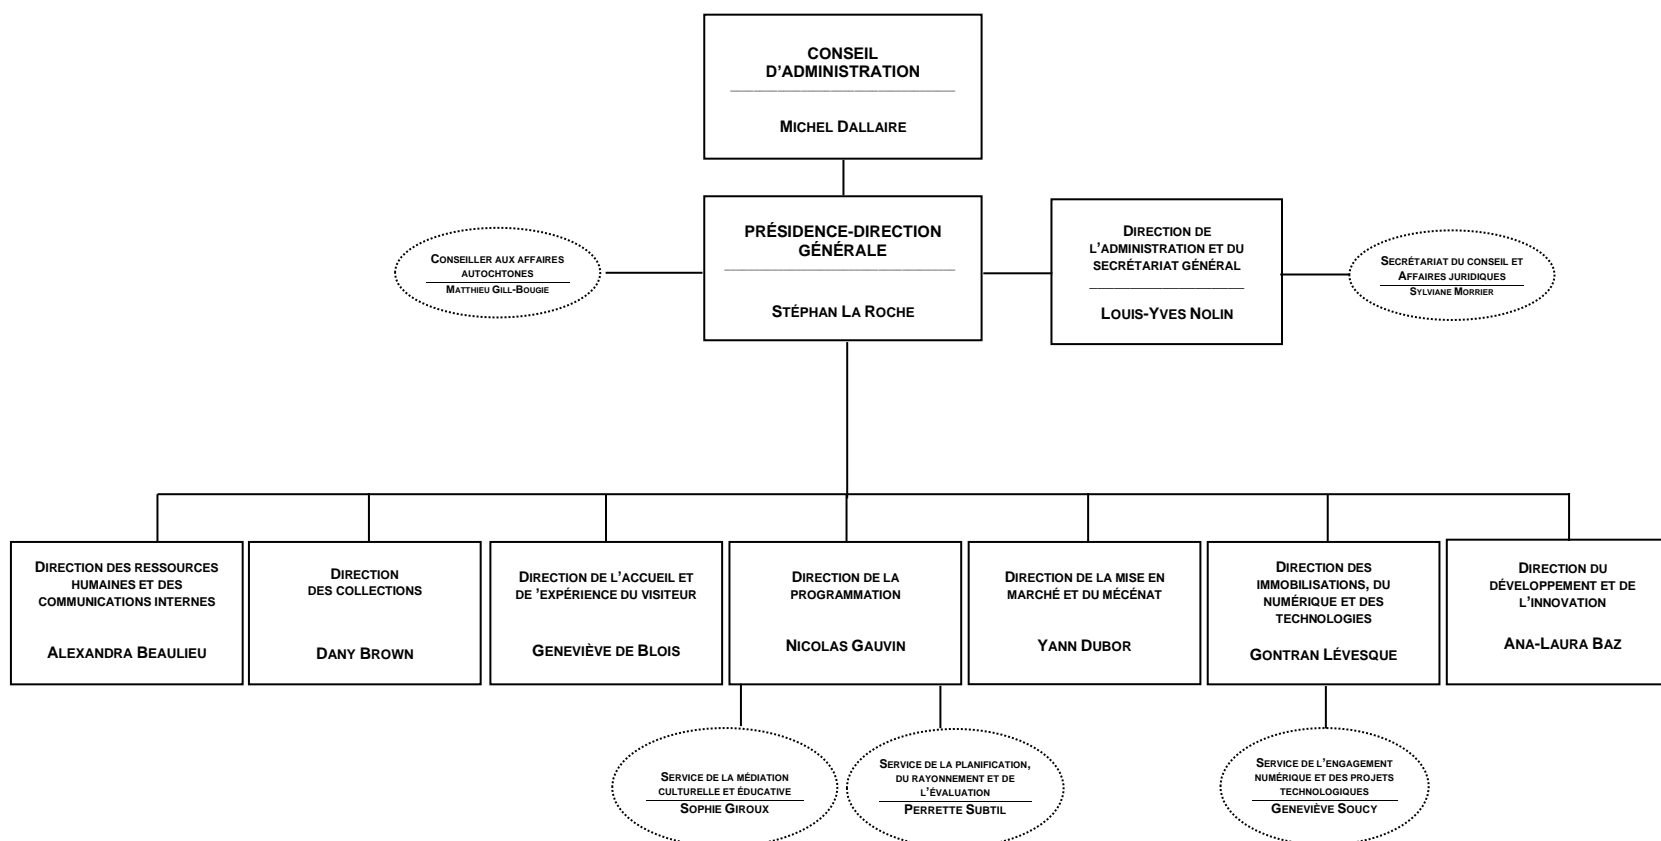 CONSEIL
D'ADMINISTRATION
MICHEL DALLAIRE
PRÉSIDENCE-DIRECTION
GÉNÉRALE
STÉPHAN LA ROCHE
CONSEILLER AUX AFFAIRES
AUTOCHTONES
MATTHIEU GILL-BOUGIE
DIRECTION DE
L'ADMINISTRATION ET DU
SECRÉTARIAT GÉNÉRAL
LOUIS-YVES NOLIN
SECRÉTARIAT DU CONSEIL ET
AFFAIRES JURIDIQUES
SYLVIANE MORRIER
DIRECTION DES RESSOURCES
HUMAINES ET DES
COMMUNICATIONS INTERNES
ALEXANDRA BEAULIEU
DIRECTION
DES COLLECTIONS
DANY BROWN
DIRECTION DE L'ACCUEIL ET
DE 'EXPÉRIENCE DU VISITEUR
GENEVIÈVE DE BLOIS
DIRECTION DE LA
PROGRAMMATION
NICOLAS GAUVIN
DIRECTION DE LA MISE EN
MARCHÉ ET DU MÉCÉNAT
YANN DUBOR
DIRECTION DES
IMMOBILISATIONS, DU
NUMÉRIQUE ET DES
TECHNOLOGIES
GONTRAN LÉVESQUE
DIRECTION DU
DÉVELOPPEMENT ET DE
L'INNOVATION
ANA-LAURA BAZ
SERVICE DE LA MÉDIATION
CULTURELLE ET ÉDUCATIVE
SOPHIE GIROUX
SERVICE DE LA PLANIFICATION,
DU RAYONNEMENT ET DE
L'ÉVALUATION
PERRETTE SUBTIL
SERVICE DE L'ENGAGEMENT
NUMÉRIQUE ET DES PROJETS
TECHNOLOGIQUES
GENEVIÈVE SOUCY